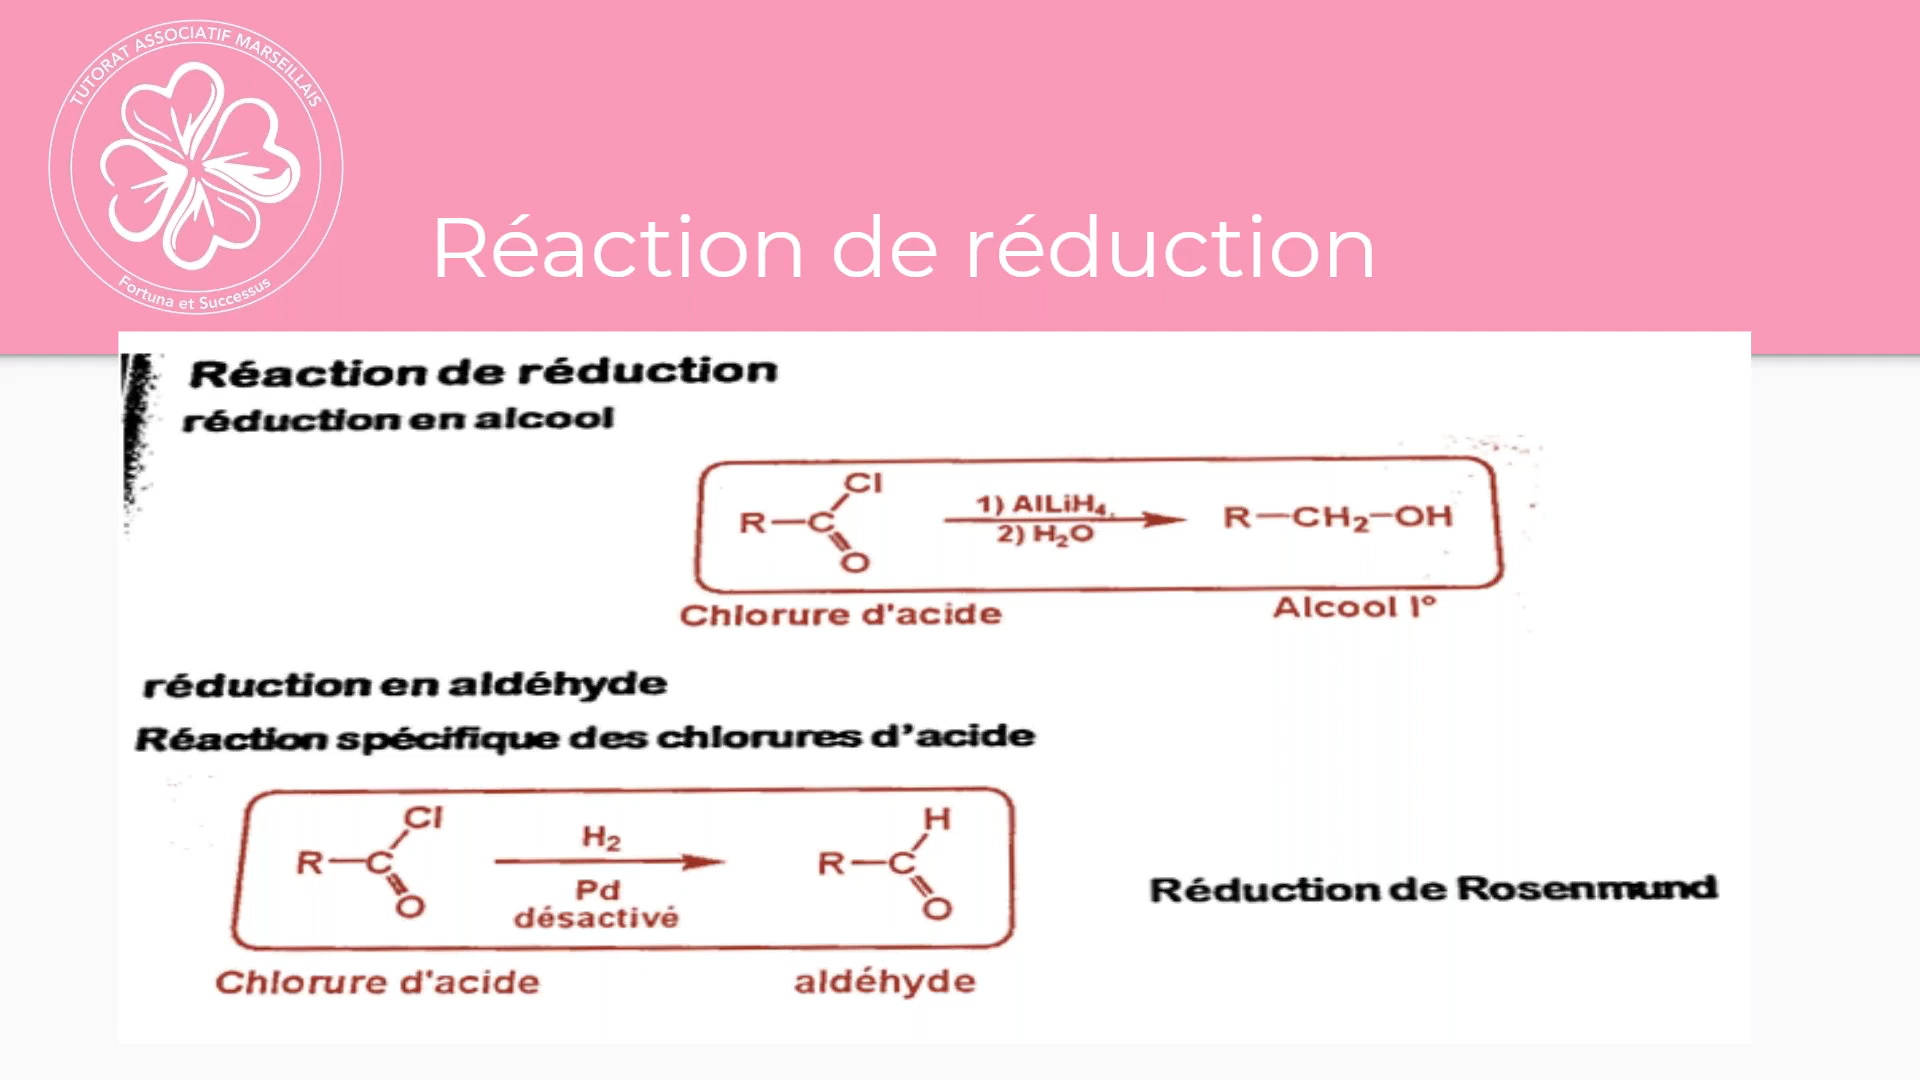 TUTORAT ASSOCIATIF MARSEILLAIS
Fortuna et Successus
Réaction de réduction
Réaction de réduction
réduction en alcool
Cl
R—C
O
1) AlLiH₄.
2) H₂O
R—CH₂—OH
Chlorure d'acide
Alcool I°
réduction en aldéhyde
Réaction spécifique des chlorures d'acide
Cl
R—C
O
H₂
Pd
désactivé
H
R—C
O
Réduction de Rosenmund
Chlorure d'acide
aldéhyde